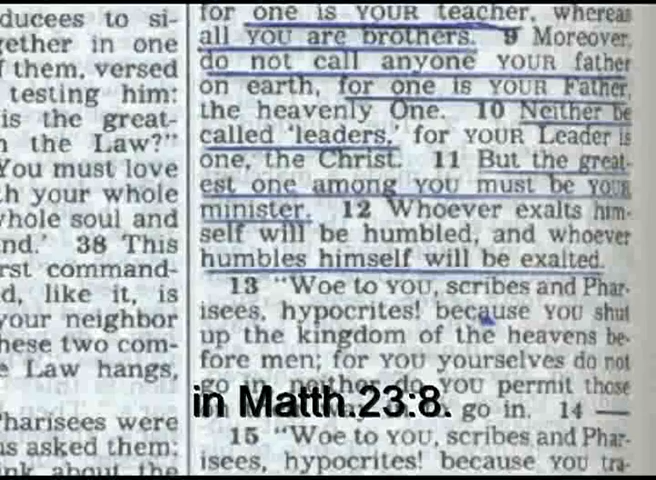 ducees to si-
gether in one
f them, versed
testing him:
is the great-
n the Law?"
You must love
h your whole
whole soul and
nd.' 38 This
rst command-
d, like it, is
your neighbor
hese two com-
e Law hangs,
harisees were
as asked them:
ink about the
for one is YOUR teacher, whereas
all YOU are brothers. 9 Moreover,
do not call anyone YOUR father
on earth, for one is YOUR Father,
the heavenly One. 10 Neither be
called 'leaders,' for YOUR Leader is
one, the Christ. 11 But the great-
est one among YOU must be YOUR
minister. 12 Whoever exalts him-
self will be humbled, and whoever
humbles himself will be exalted.
13 "Woe to YOU, scribes and Phar-
isees, hypocrites! because YOU shut
up the kingdom of the heavens be-
fore men; for YOU yourselves do not
go in, neither do YOU permit those
go in. 14 —
15 "Woe to YOU, scribes and Phar-
isees, hypocrites! because YOU tra-
in Matth.23:8.